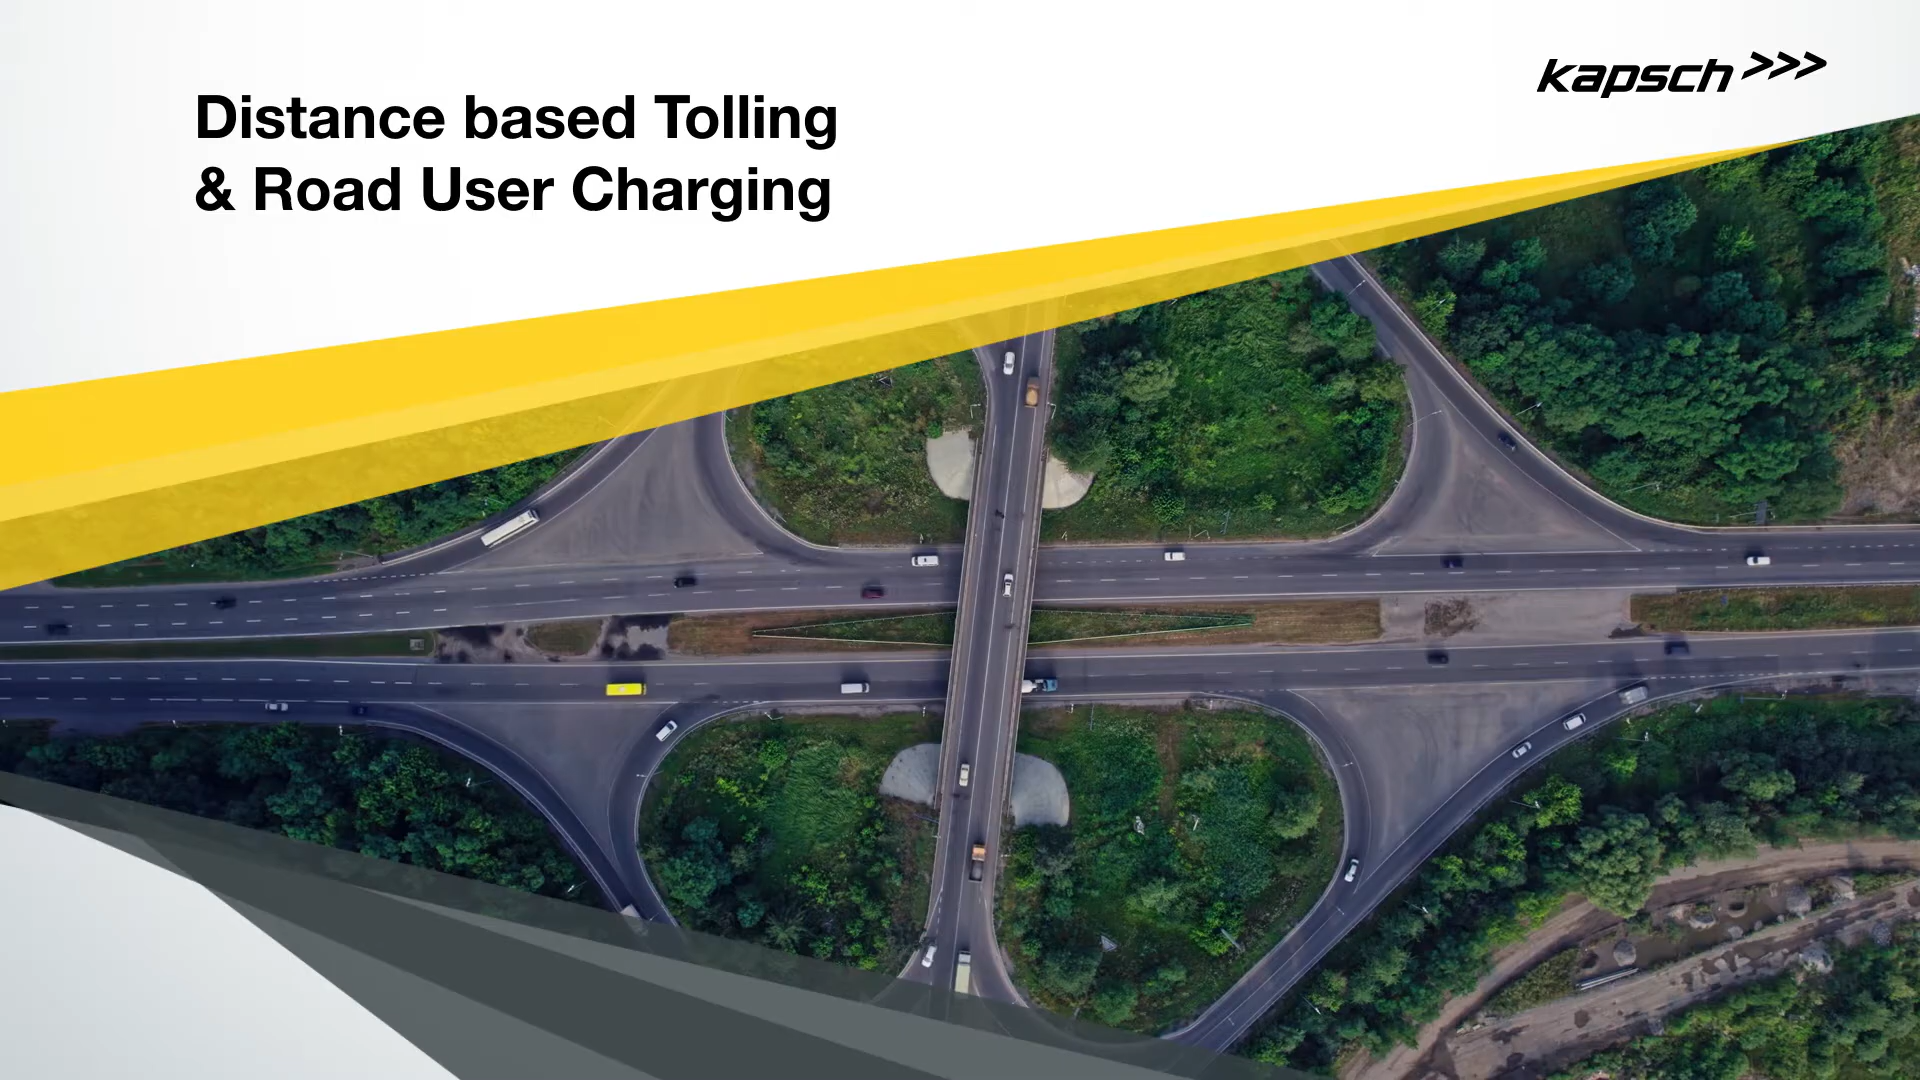 Distance based Tolling
& Road User Charging
kapsch >>>